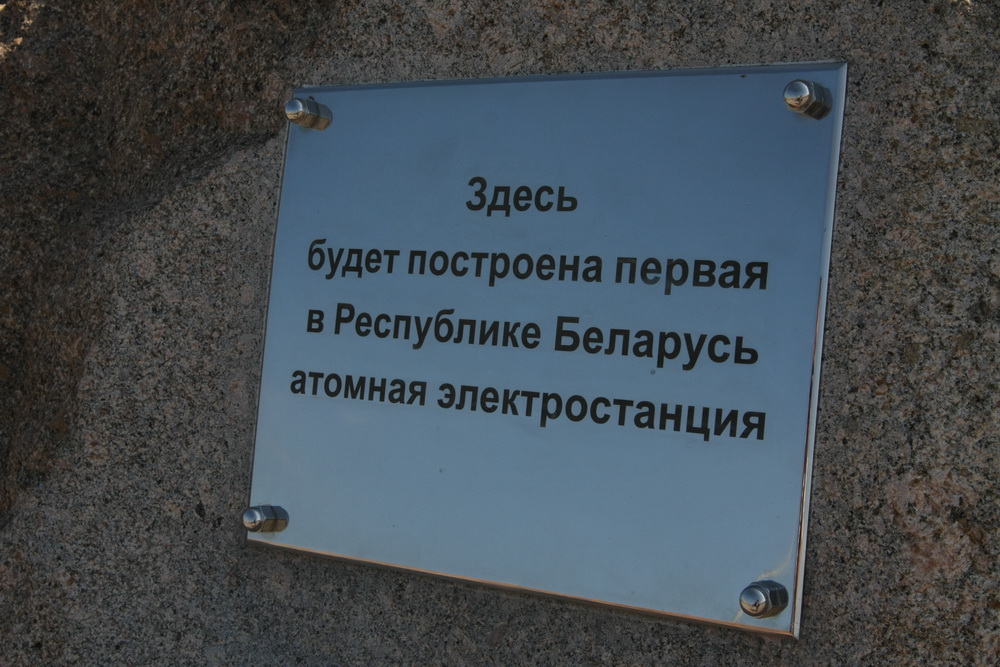 Здесь
будет построена первая
в Республике Беларусь
атомная электростанция